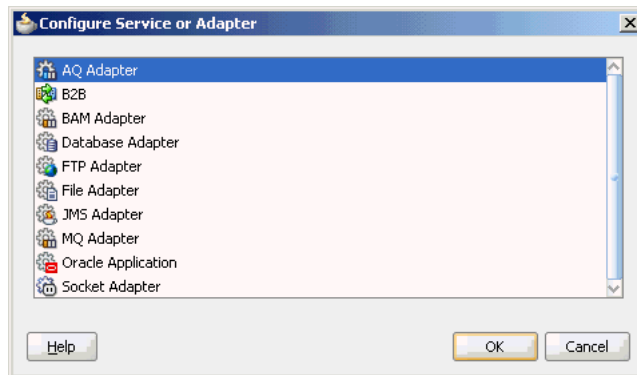 Configure Service or Adapter
AQ Adapter
B2B
BAM Adapter
Database Adapter
FTP Adapter
File Adapter
JMS Adapter
MQ Adapter
Oracle Application
Socket Adapter
Help OK Cancel